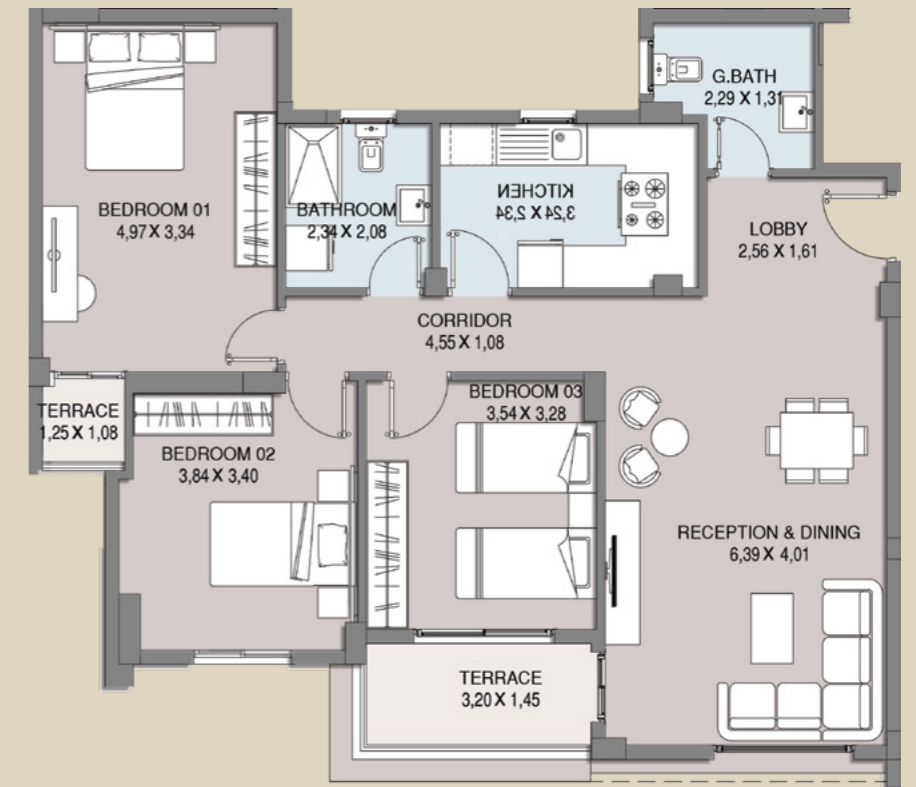 G.BATH
2,29 X 1,31
BEDROOM 01
4,97 X 3,34
BATHROOM
2,34 X 2,08
KITCHEN
3,24 X 2,34
LOBBY
2,56 X 1,61
CORRIDOR
4,55 X 1,08
TERRACE
1,25 X 1,08
BEDROOM 02
3,84 X 3,40
BEDROOM 03
3,54 X 3,28
RECEPTION & DINING
6,39 X 4,01
TERRACE
3,20 X 1,45